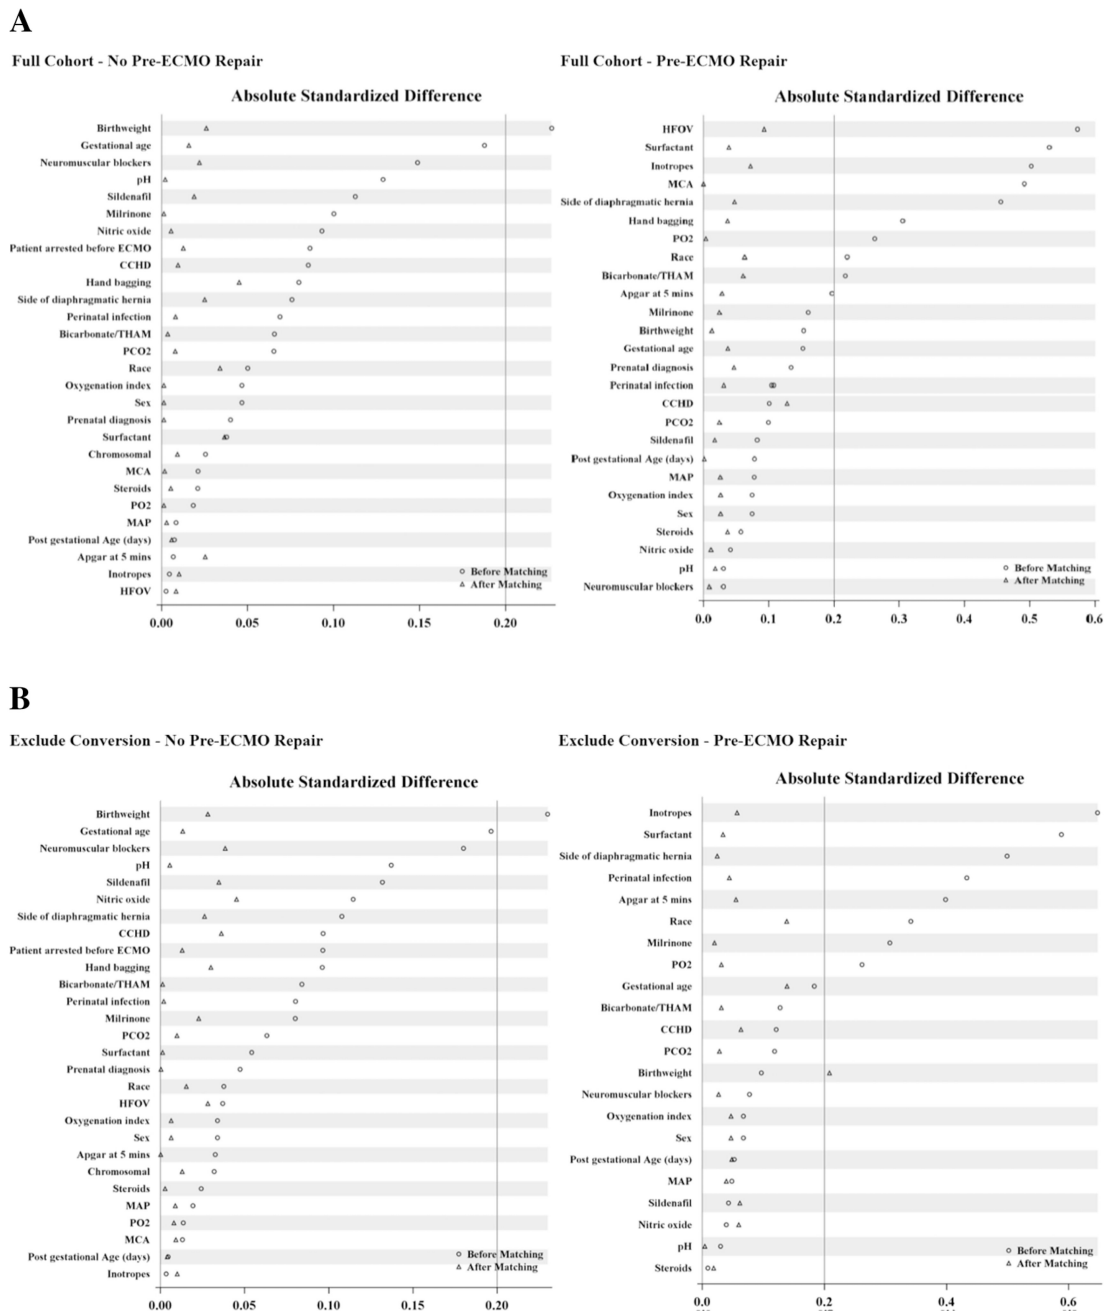 A
Full Cohort - No Pre-ECMO Repair
Absolute Standardized Difference
Birthweight
Gestational age
Neuromuscular blockers
pH
Sildenafil
Milrinone
Nitric oxide
Patient arrested before ECMO
CCHD
Hand bagging
Side of diaphragmatic hernia
Perinatal infection
Bicarbonate/THAM
PCO2
Race
Oxygenation index
Sex
Prenatal diagnosis
Surfactant
Chromosomal
MCA
Steroids
PO2
MAP
Post gestational Age (days)
Apgar at 5 mins
Inotropes
HFOV
Before Matching
After Matching
0.00 0.05 0.10 0.15 0.20
Full Cohort - Pre-ECMO Repair
Absolute Standardized Difference
HFOV
Surfactant
Inotropes
MCA
Side of diaphragmatic hernia
Hand bagging
PO2
Race
Bicarbonate/THAM
Apgar at 5 mins
Milrinone
Birthweight
Gestational age
Prenatal diagnosis
Perinatal infection
CCHD
PCO2
Sildenafil
Post gestational Age (days)
MAP
Oxygenation index
Sex
Steroids
Nitric oxide
pH
Neuromuscular blockers
Before Matching
After Matching
0.0 0.1 0.2 0.3 0.4 0.5 0.6
B
Exclude Conversion - No Pre-ECMO Repair
Absolute Standardized Difference
Birthweight
Gestational age
Neuromuscular blockers
pH
Sildenafil
Nitric oxide
Side of diaphragmatic hernia
CCHD
Patient arrested before ECMO
Hand bagging
Bicarbonate/THAM
Perinatal infection
Milrinone
PCO2
Surfactant
Prenatal diagnosis
Race
HFOV
Oxygenation index
Sex
Apgar at 5 mins
Chromosomal
Steroids
MAP
PO2
MCA
Post gestational Age (days)
Inotropes
Before Matching
After Matching
0.00 0.05 0.10 0.15 0.20
Exclude Conversion - Pre-ECMO Repair
Absolute Standardized Difference
Inotropes
Surfactant
Side of diaphragmatic hernia
Perinatal infection
Apgar at 5 mins
Race
Milrinone
PO2
Gestational age
Bicarbonate/THAM
CCHD
PCO2
Birthweight
Neuromuscular blockers
Oxygenation index
Sex
Post gestational Age (days)
MAP
Sildenafil
Nitric oxide
pH
Steroids
Before Matching
After Matching
0.0 0.2 0.4 0.6